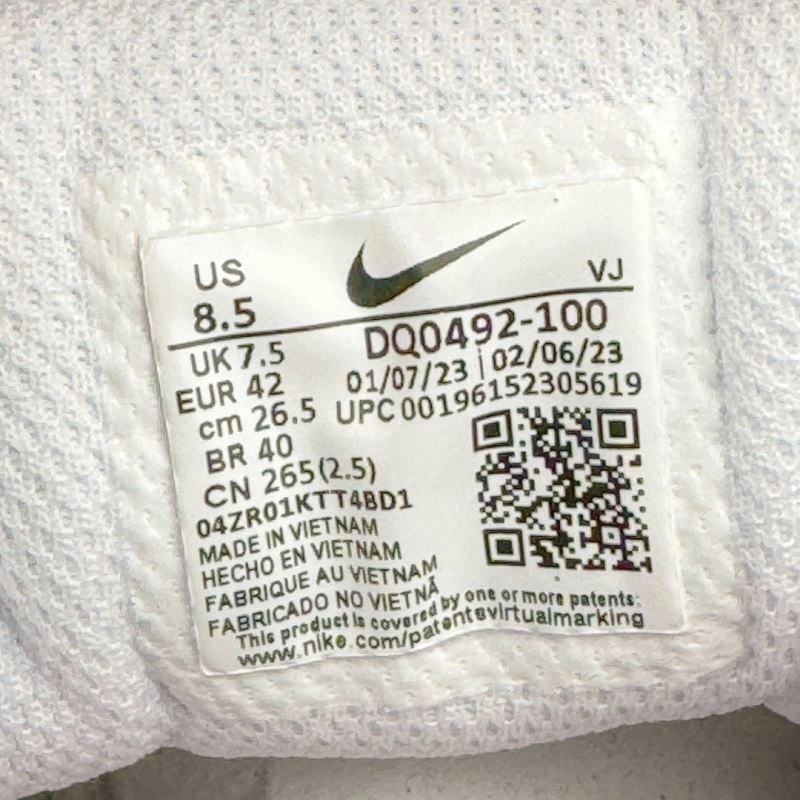 US
8.5
VJ
UK 7.5
DQ0492-100
EUR 42
01/07/23 | 02/06/23
cm 26.5
UPC 00196152305619
BR 40
CN 265(2.5)
04ZR01KTT4BD1
MADE IN VIETNAM
HECHO EN VIETNAM
FABRIQUE AU VIETNAM
FABRICADO NO VIETNÃ
This product is covered by one or more patents:
www.nike.com/patentsvirtualmarking